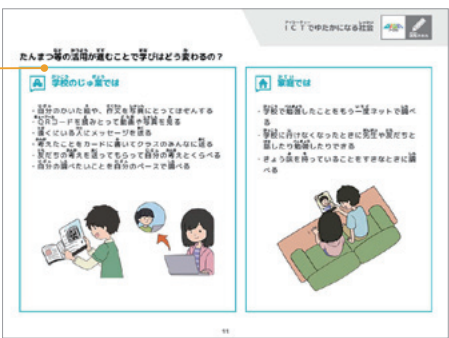 ICTでゆたかになる社会
たんまつ等の活用が進むことで学びはどう変わるの？
学校のじゅ業では
・自分のかいた絵や、作文を写真にとってほぞんする
・QRコードを読みとって動画や写真を見る
・遠くにいる人にメッセージを送る
・考えたことをカードに書いてクラスのみんなに送る
・友だちの考えを送ってもらって自分の考えとくらべる
・自分の調べたいことを自分のペースで調べる
家庭では
・学校で勉強したことをもう一度ネットで調べ
る
・学校に行けなくなったときに先生や友だちと
話したり勉強したりできる
・きょう味を持っていることをすきなときに調
べる
11